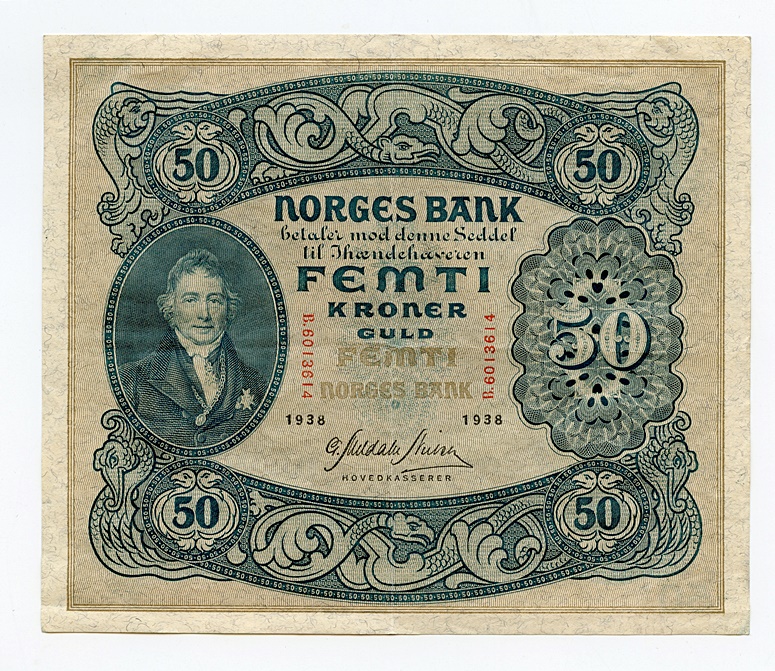 50 50
NORGES BANK
betaler mod denne Seddel
til Ihændehaveren
FEMTI
KRONER
GULD
FEMTI
NORGES BANK
B.6013614
B.6013614
50
1938 1938
HOVEDKASSERER
50 50